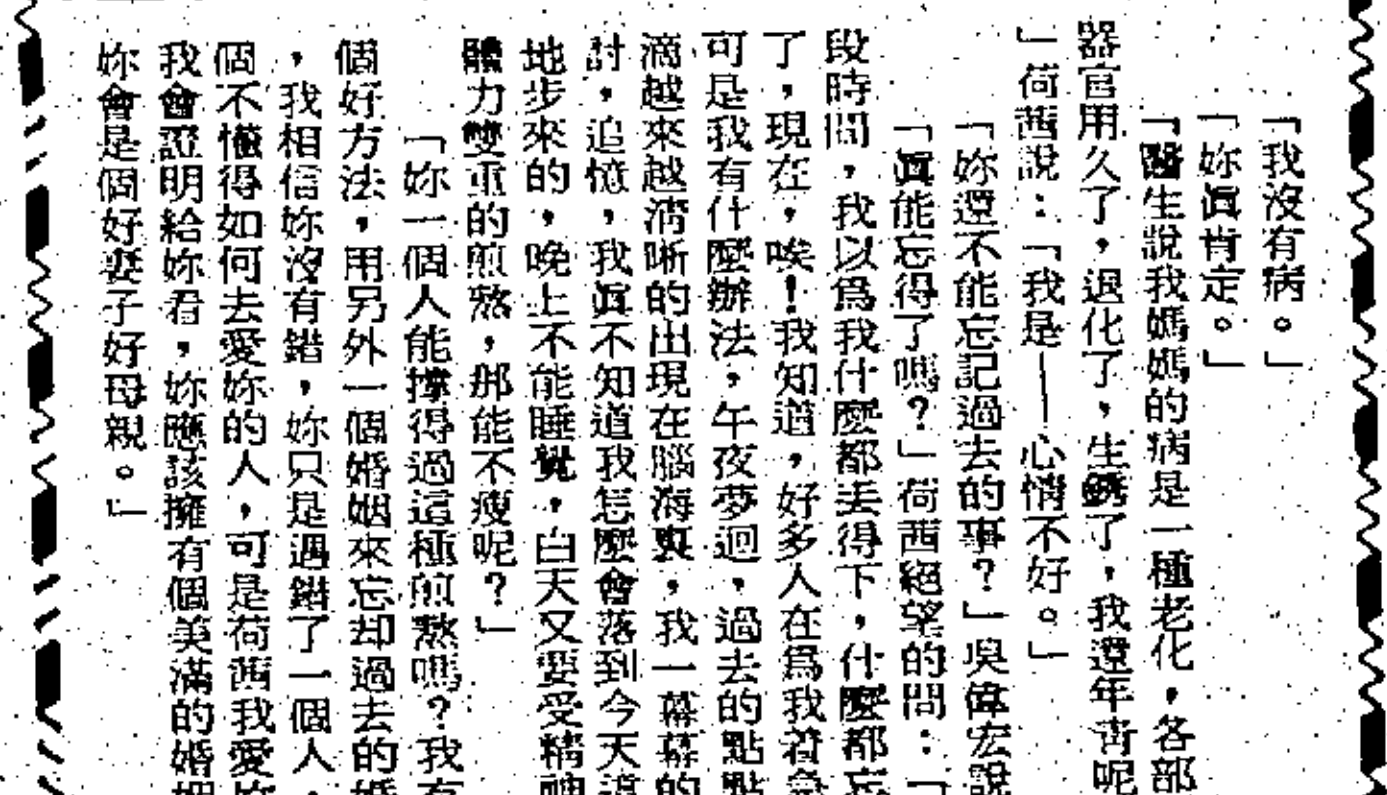 「我沒有病。」
「妳眞肯定。」
「醫生說我媽媽的病是一種老化，各部
器官用久了，退化了，生銹了，我還年靑呢
」荷茜說：「我是——心情不好。」
「妳還不能忘記過去的事？」吳偉宏說
「眞能忘得了嗎？」荷茜絕望的問：「
段時間，我以爲我什麼都丟得下，什麼都忘
了，現在，唉！我知道，好多人在爲我着急
可是我有什麼辦法，午夜夢迴，過去的點點
滴越來越淸晰的出現在腦海裏，我一幕幕的
討，追憶，我眞不知道我怎麼會落到今天這
地步來的，晚上不能睡覺，白天又要受精神
體力雙重的煎熬，那能不瘦呢？」
「妳一個人能撑得過這種煎熬嗎？我有
個好方法，用另外一個婚姻來忘却過去的婚
，我相信妳沒有錯，妳只是遇錯了一個人，
個不懂得如何去愛妳的人，可是荷茜我愛妳
我會證明給妳看，妳應該擁有個美滿的婚姻
妳會是個好妻子好母親。」